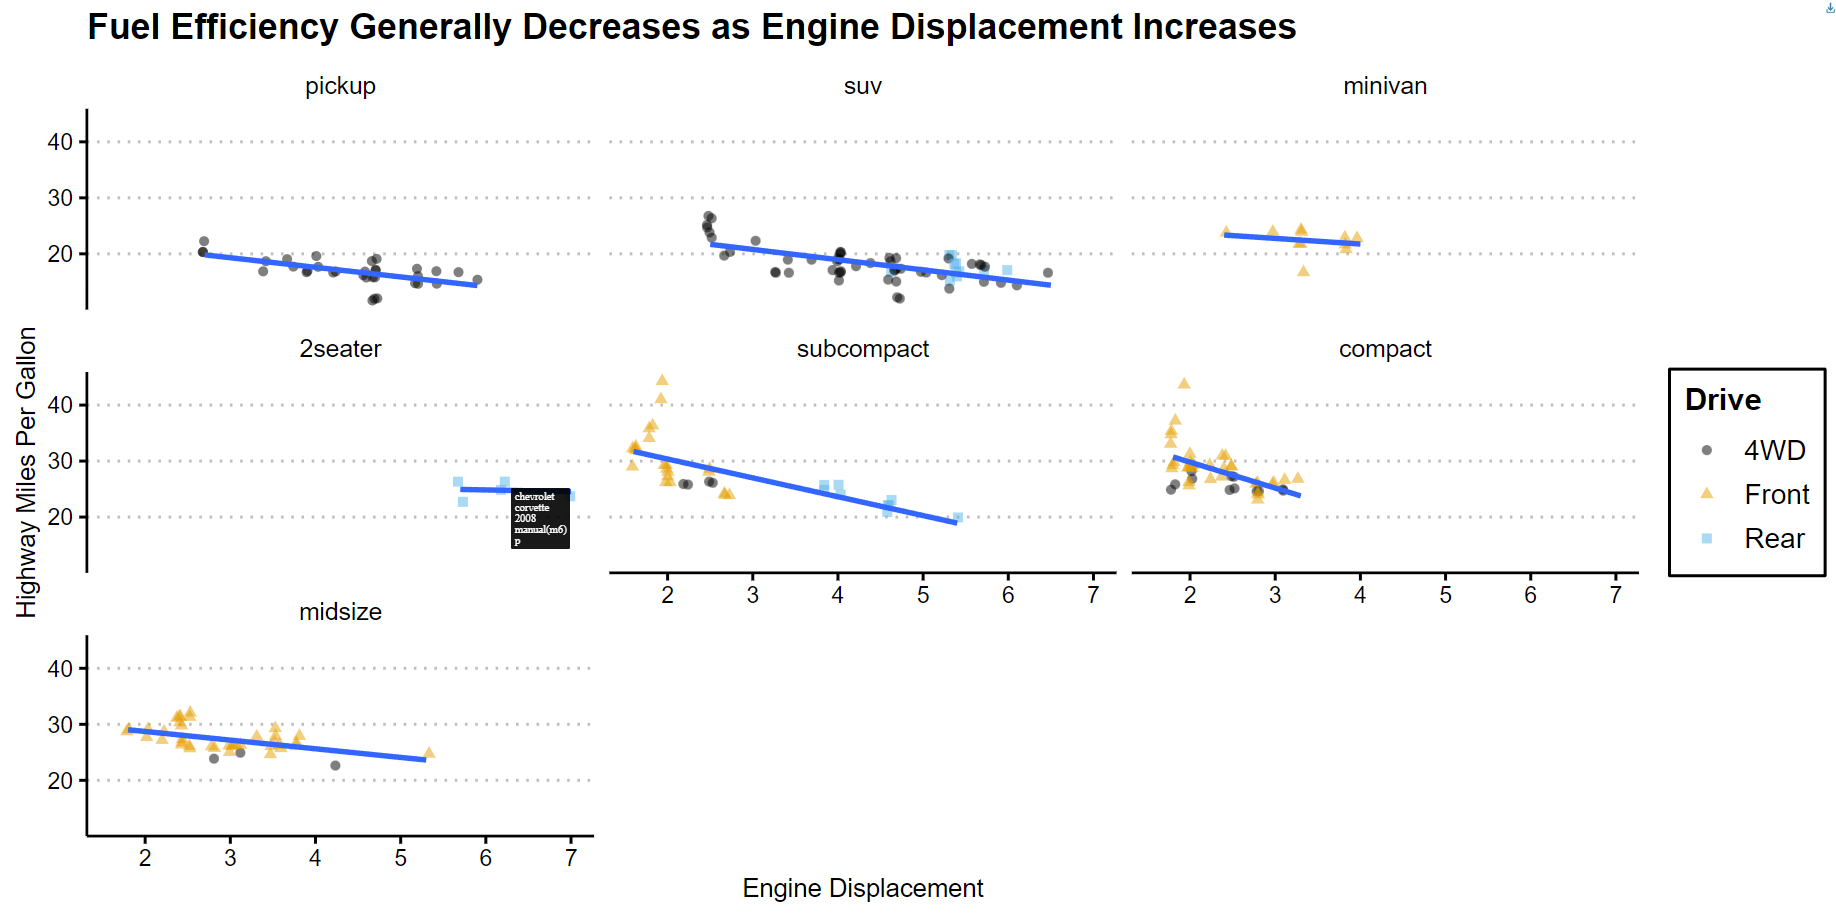 Fuel Efficiency Generally Decreases as Engine Displacement Increases
pickup
suv
minivan
40
30
20
Highway Miles Per Gallon
2seater
subcompact
compact
40
30
20
chevrolet
corvette
2008
manual(m6)
p
2 3 4 5 6 7
2 3 4 5 6 7
Drive
4WD
Front
Rear
midsize
40
30
20
2 3 4 5 6 7
Engine Displacement